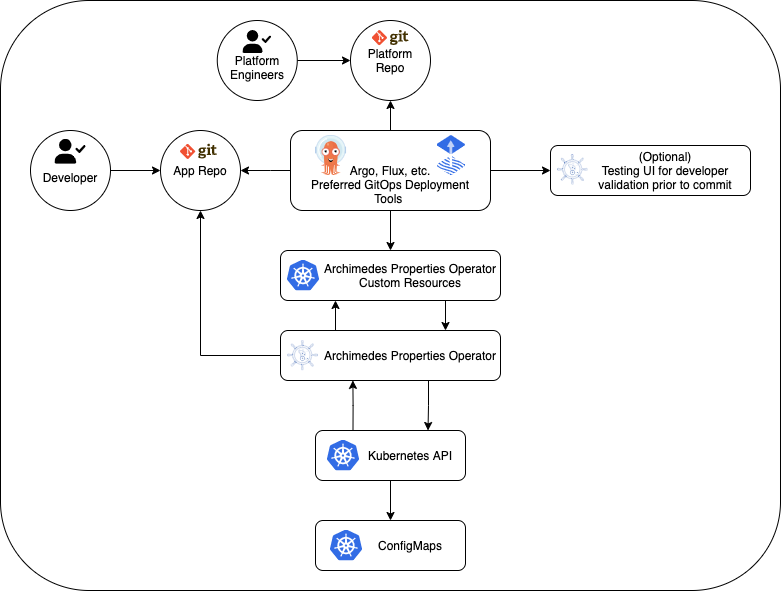 Platform
Engineers
git
Platform
Repo
Developer
git
App Repo
Argo, Flux, etc.
Preferred GitOps Deployment
Tools
(Optional)
Testing UI for developer
validation prior to commit
Archimedes Properties Operator
Custom Resources
Archimedes Properties Operator
Kubernetes API
ConfigMaps